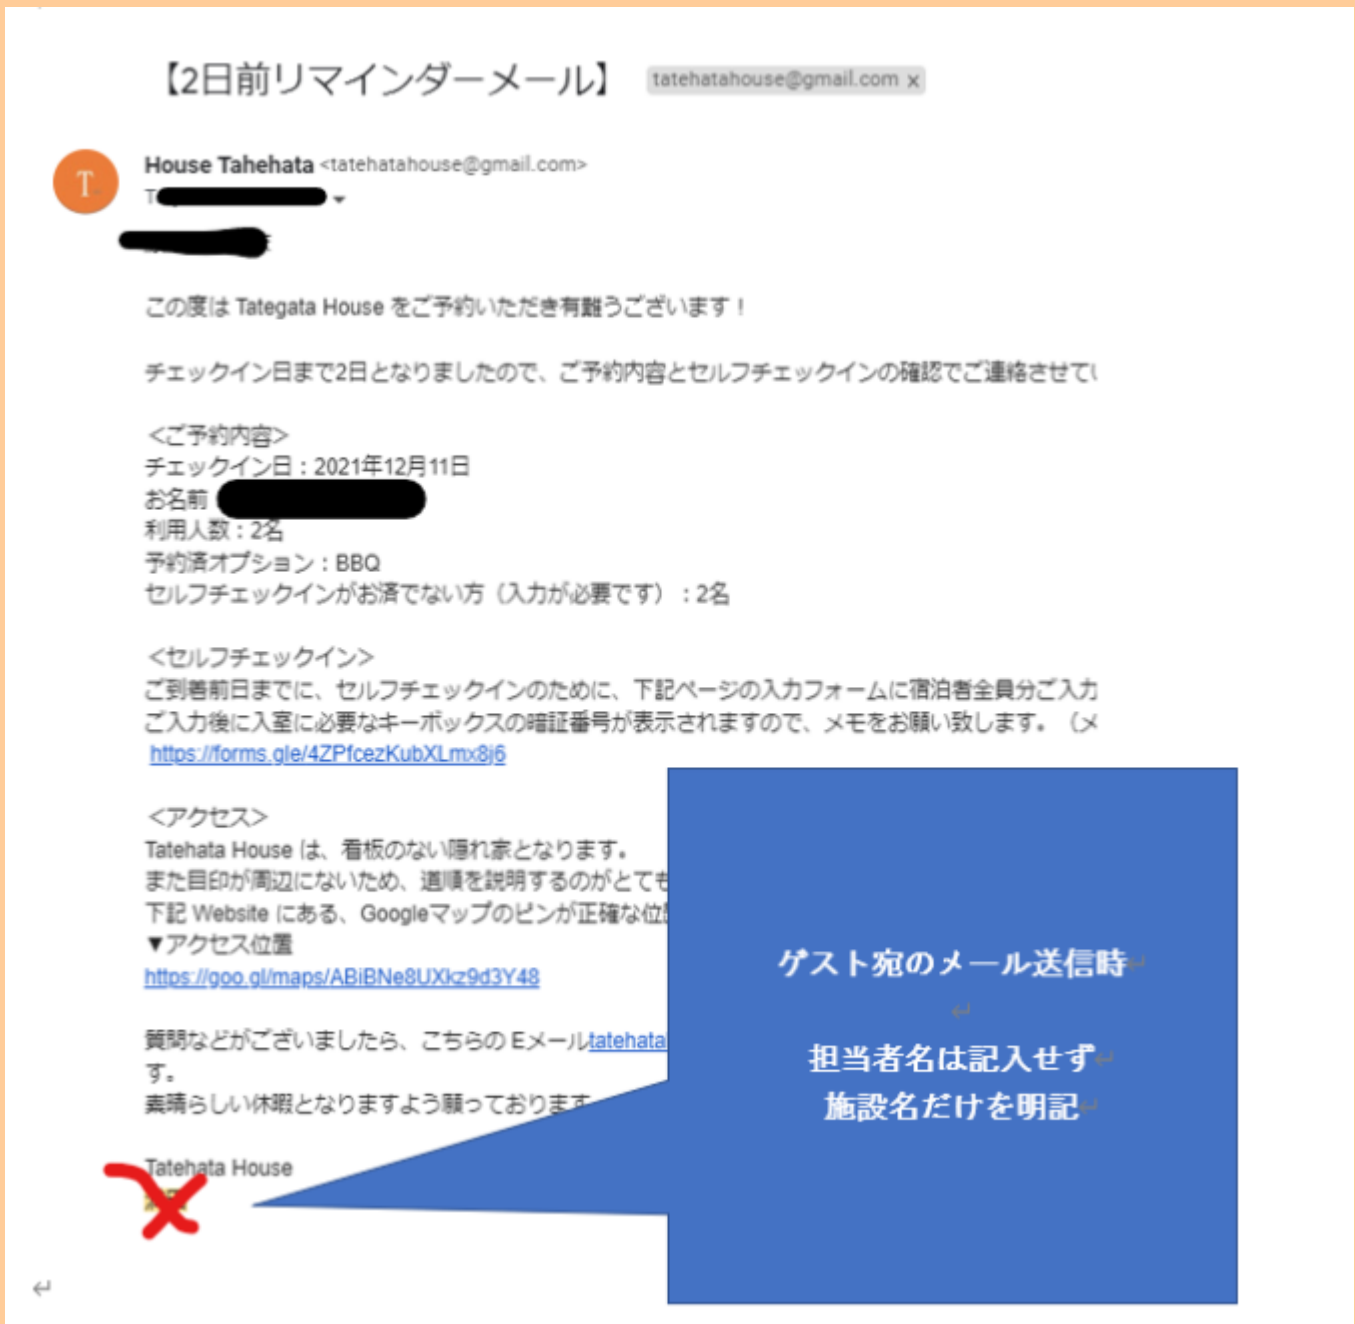 【2日前リマインダーメール】 tatehatahouse@gmail.com x
T
House Tahehata <tatehatahouse@gmail.com>
T
この度は Tategata House をご予約いただき有難うございます！
チェックイン日まで2日となりましたので、ご予約内容とセルフチェックインの確認でご連絡させてい
＜ご予約内容＞
チェックイン日：2021年12月11日
お名前
利用人数：2名
予約済オプション：BBQ
セルフチェックインがお済でない方（入力が必要です）：2名
＜セルフチェックイン＞
ご到着前日までに、セルフチェックインのために、下記ページの入力フォームに宿泊者全員分ご入力
ご入力後に入室に必要なキーボックスの暗証番号が表示されますので、メモをお願い致します。（メ
https://forms.gle/4ZPfcezKubXLmx8j6
＜アクセス＞
Tatehata House は、看板のない隠れ家となります。
また目印が周辺にないため、道順を説明するのがとても
下記 Website にある、Googleマップのピンが正確な位
▼アクセス位置
https://goo.gl/maps/ABiBNe8UXkz9d3Y48
質問などがございましたら、こちらの Eメールtatehata
す。
素晴らしい休暇となりますよう願っております
Tatehata House
ゲスト宛のメール送信時
担当者名は記入せず
施設名だけを明記